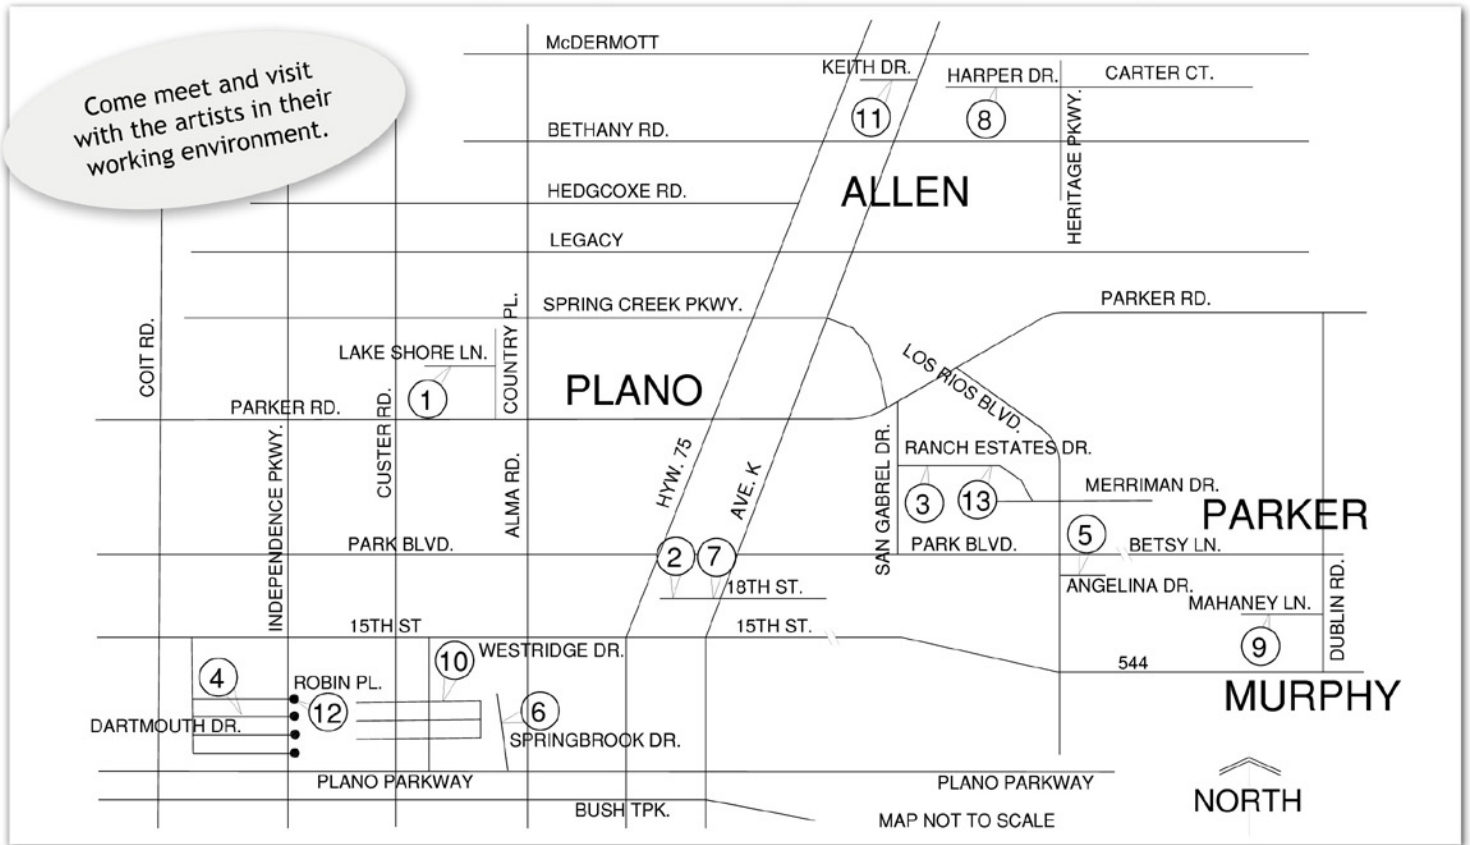 Come meet and visit
with the artists in their
working environment.
McDERMOTT
KEITH DR.
HARPER DR.
CARTER CT.
11
8
BETHANY RD.
HERITAGE PKWY.
HEDGCOXE RD.
ALLEN
LEGACY
SPRING CREEK PKWY.
PARKER RD.
COIT RD.
LAKE SHORE LN.
COUNTRY PL.
LOS RIOS BLVD.
1
PLANO
PARKER RD.
INDEPENDENCE PKWY.
CUSTER RD.
ALMA RD.
HYW. 75
AVE. K
SAN GABREL DR.
RANCH ESTATES DR.
3
13
MERRIMAN DR.
PARKER
5
PARK BLVD.
2
7
PARK BLVD.
BETSY LN.
18TH ST.
ANGELINA DR.
MAHANEY LN.
DUBLIN RD.
15TH ST
15TH ST.
9
544
MURPHY
10
WESTRIDGE DR.
4
ROBIN PL.
12
6
DARTMOUTH DR.
SPRINGBROOK DR.
PLANO PARKWAY
PLANO PARKWAY
BUSH TPK.
MAP NOT TO SCALE
NORTH